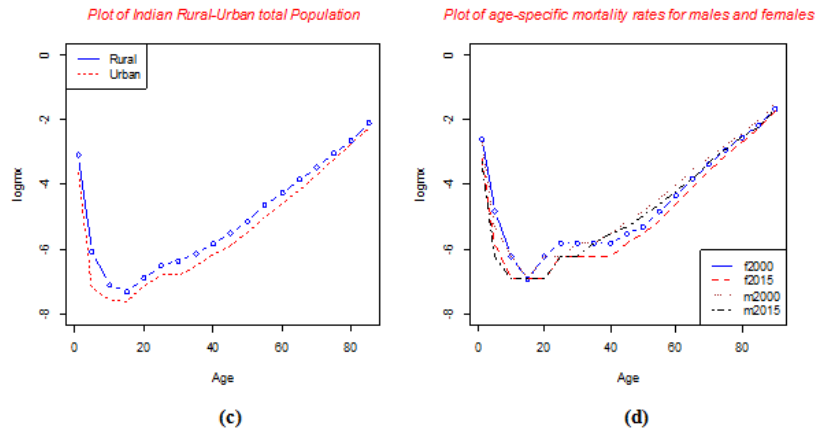 Plot of Indian Rural-Urban total Population
Rural
Urban
0
-2
-4
-6
-8
logmx
0 20 40 60 80
Age
(c)
Plot of age-specific mortality rates for males and females
0
-2
-4
-6
-8
logmx
f2000
f2015
m2000
m2015
0 20 40 60 80
Age
(d)